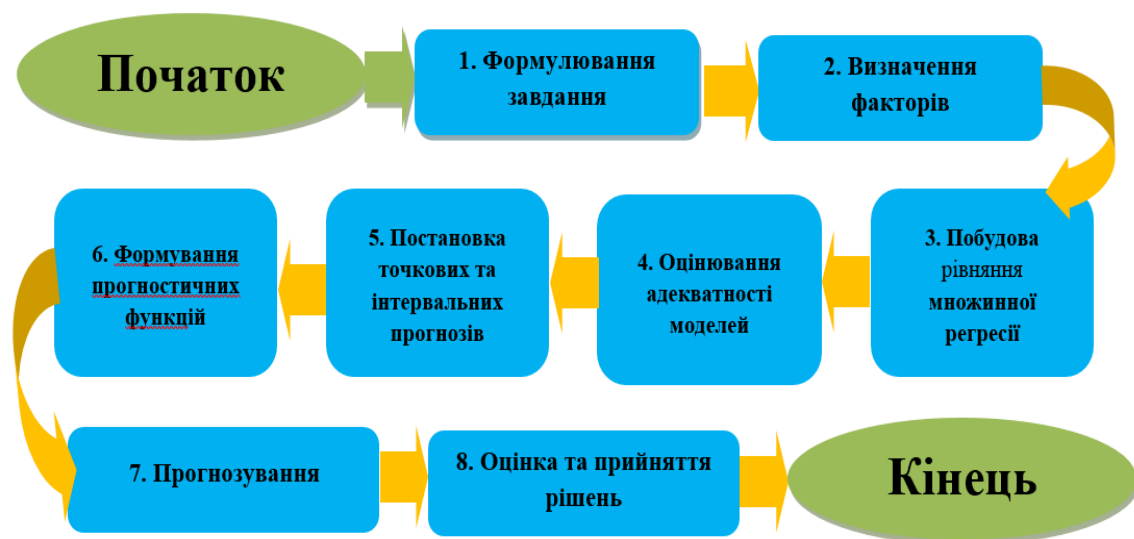 Початок
1. Формулювання
завдання
2. Визначення
факторів
3. Побудова
рівняння
множинної
регресії
4. Оцінювання
адекватності
моделей
5. Постановка
точкових та
інтервальних
прогнозів
6. Формування
прогностичних
функцій
7. Прогнозування
8. Оцінка та прийняття
рішень
Кінець